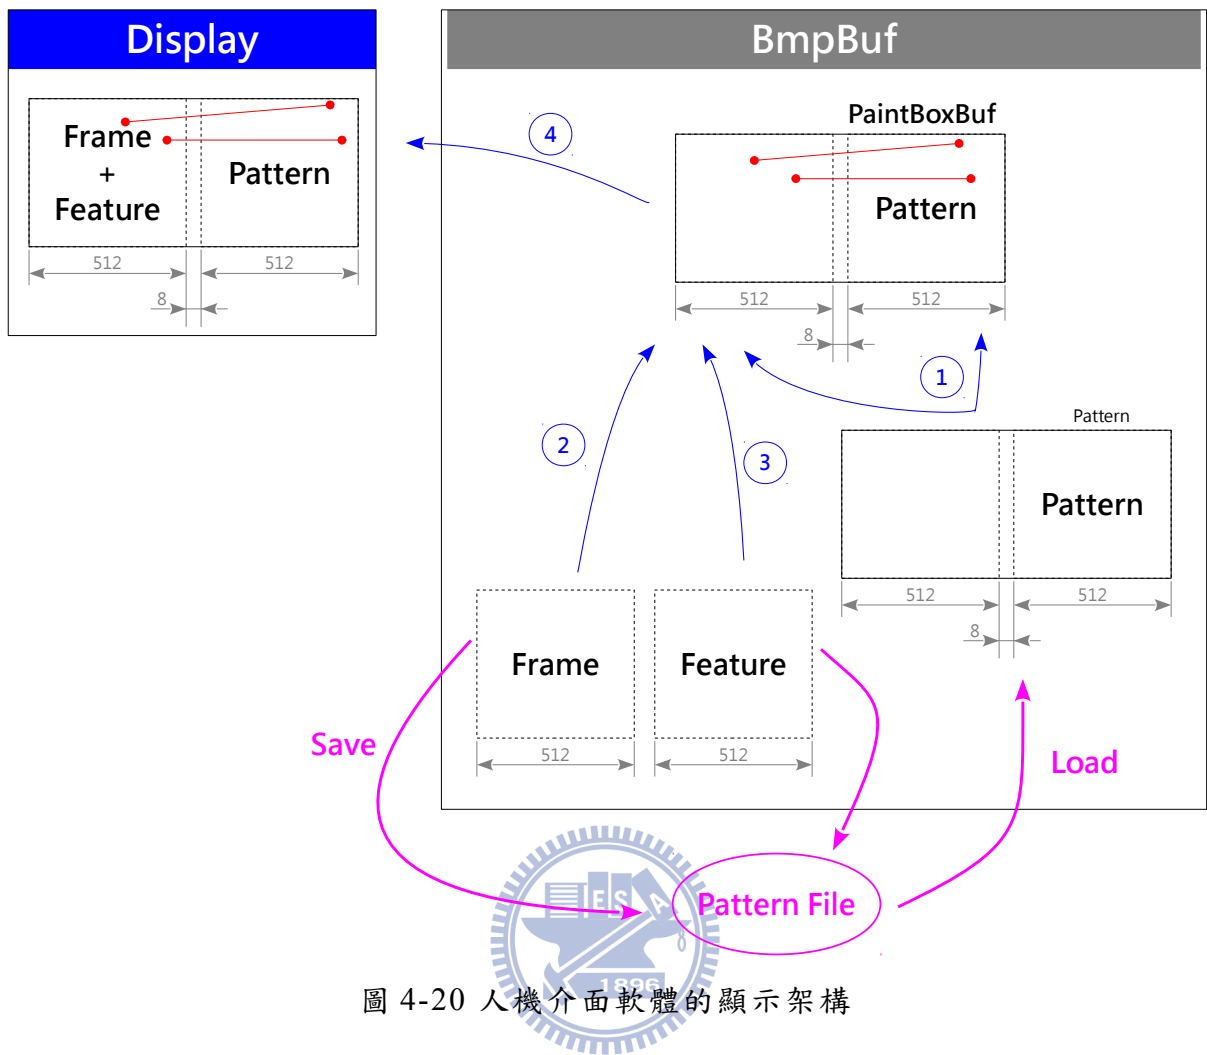 Display
Frame
+
Feature
Pattern
512
512
8
BmpBuf
PaintBoxBuf
Pattern
512
512
8
4
1
2
3
Pattern
Pattern
512
512
8
Frame
Feature
512
512
Save
Load
Pattern File
E S A
1896
圖 4-20 人機介面軟體的顯示架構